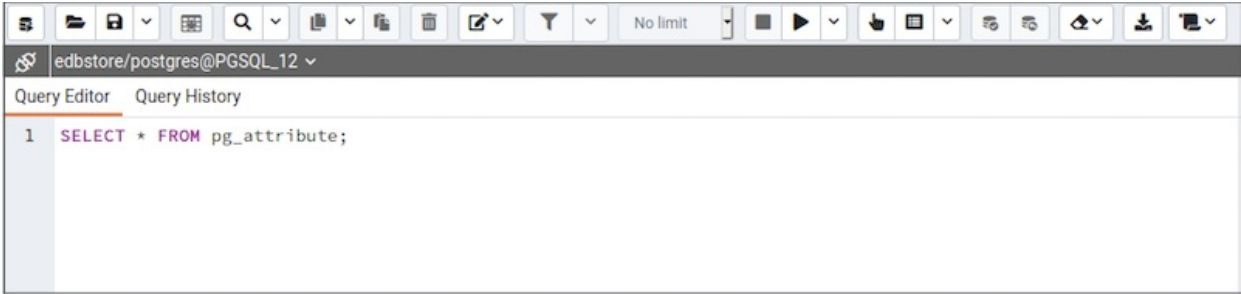 No limit
edbstore/postgres@PGSQL_12
Query Editor Query History
1 SELECT * FROM pg_attribute;